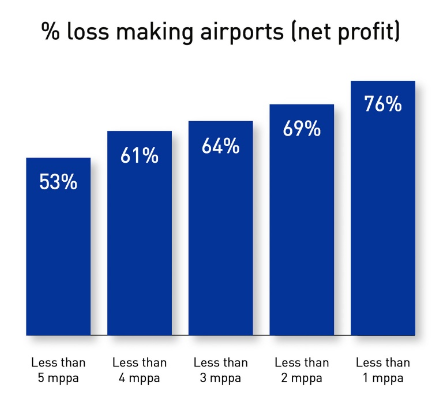 % loss making airports (net profit)
53%
61%
64%
69%
76%
Less than
5 mppa
Less than
4 mppa
Less than
3 mppa
Less than
2 mppa
Less than
1 mppa